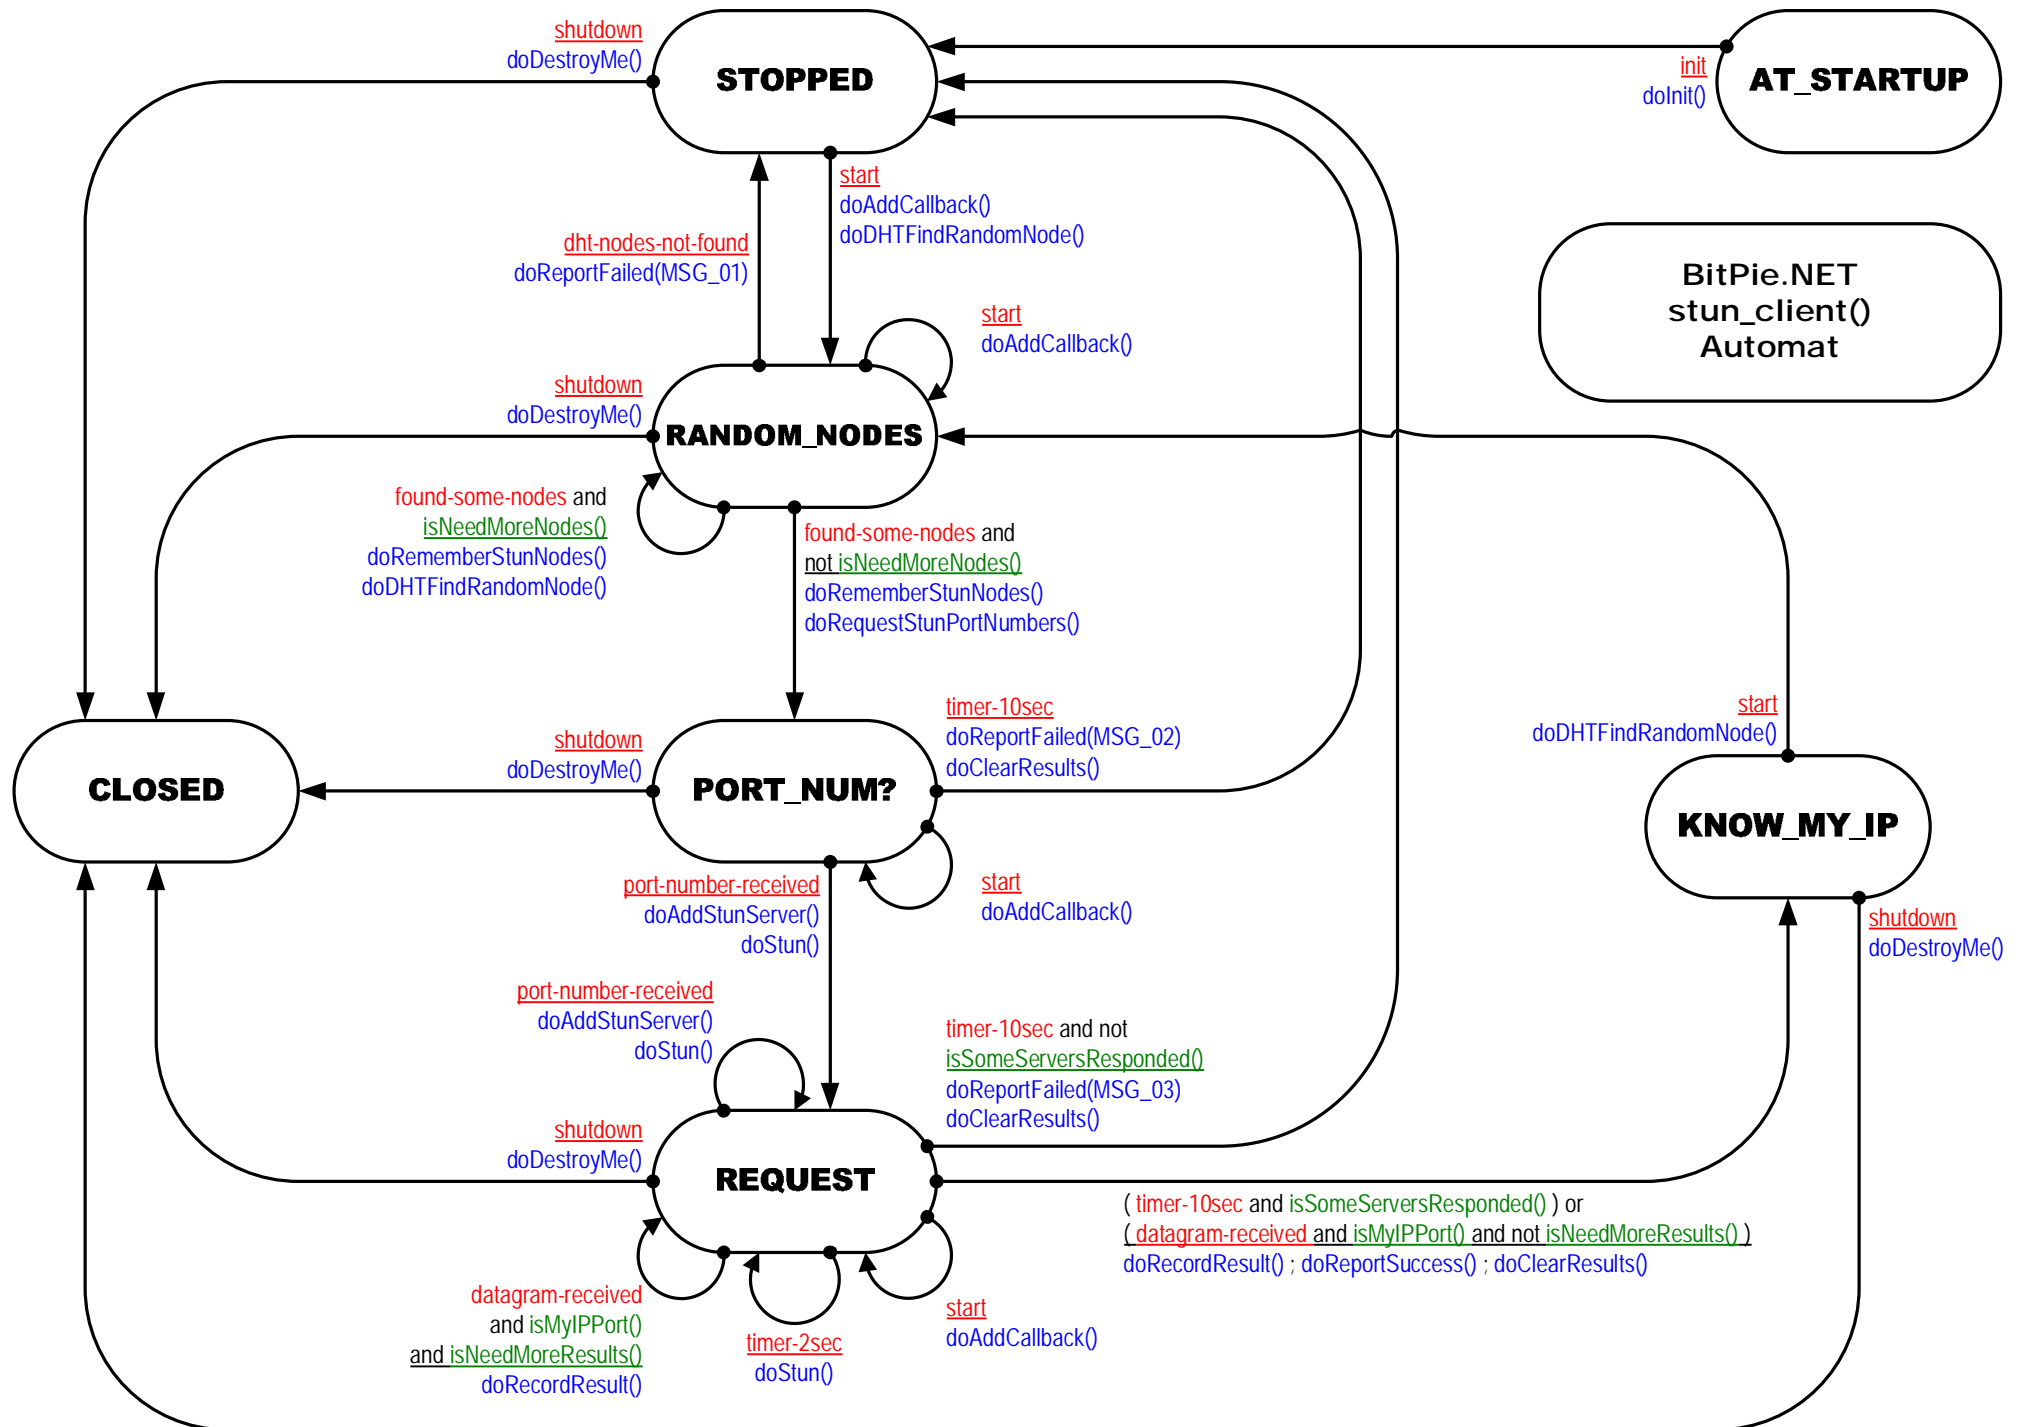 shutdown
doDestroyMe()
STOPPED
init
doInit()
AT_STARTUP
start
doAddCallback()
doDHTFindRandomNode()
dht-nodes-not-found
doReportFailed(MSG_01)
BitPie.NET
stun_client()
Automat
start
doAddCallback()
shutdown
doDestroyMe()
RANDOM_NODES
found-some-nodes and
isNeedMoreNodes()
doRememberStunNodes()
doDHTFindRandomNode()
found-some-nodes and
not isNeedMoreNodes()
doRememberStunNodes()
doRequestStunPortNumbers()
timer-10sec
doReportFailed(MSG_02)
doClearResults()
start
doDHTFindRandomNode()
shutdown
doDestroyMe()
CLOSED
PORT_NUM?
KNOW_MY_IP
port-number-received
doAddStunServer()
doStun()
start
doAddCallback()
shutdown
doDestroyMe()
port-number-received
doAddStunServer()
doStun()
timer-10sec and not
isSomeServersResponded()
doReportFailed(MSG_03)
doClearResults()
shutdown
doDestroyMe()
REQUEST
( timer-10sec and isSomeServersResponded() ) or
( datagram-received and isMyIPPort() and not isNeedMoreResults() )
doRecordResult() ; doReportSuccess() ; doClearResults()
datagram-received
and isMyIPPort()
and isNeedMoreResults()
doRecordResult()
timer-2sec
doStun()
start
doAddCallback()